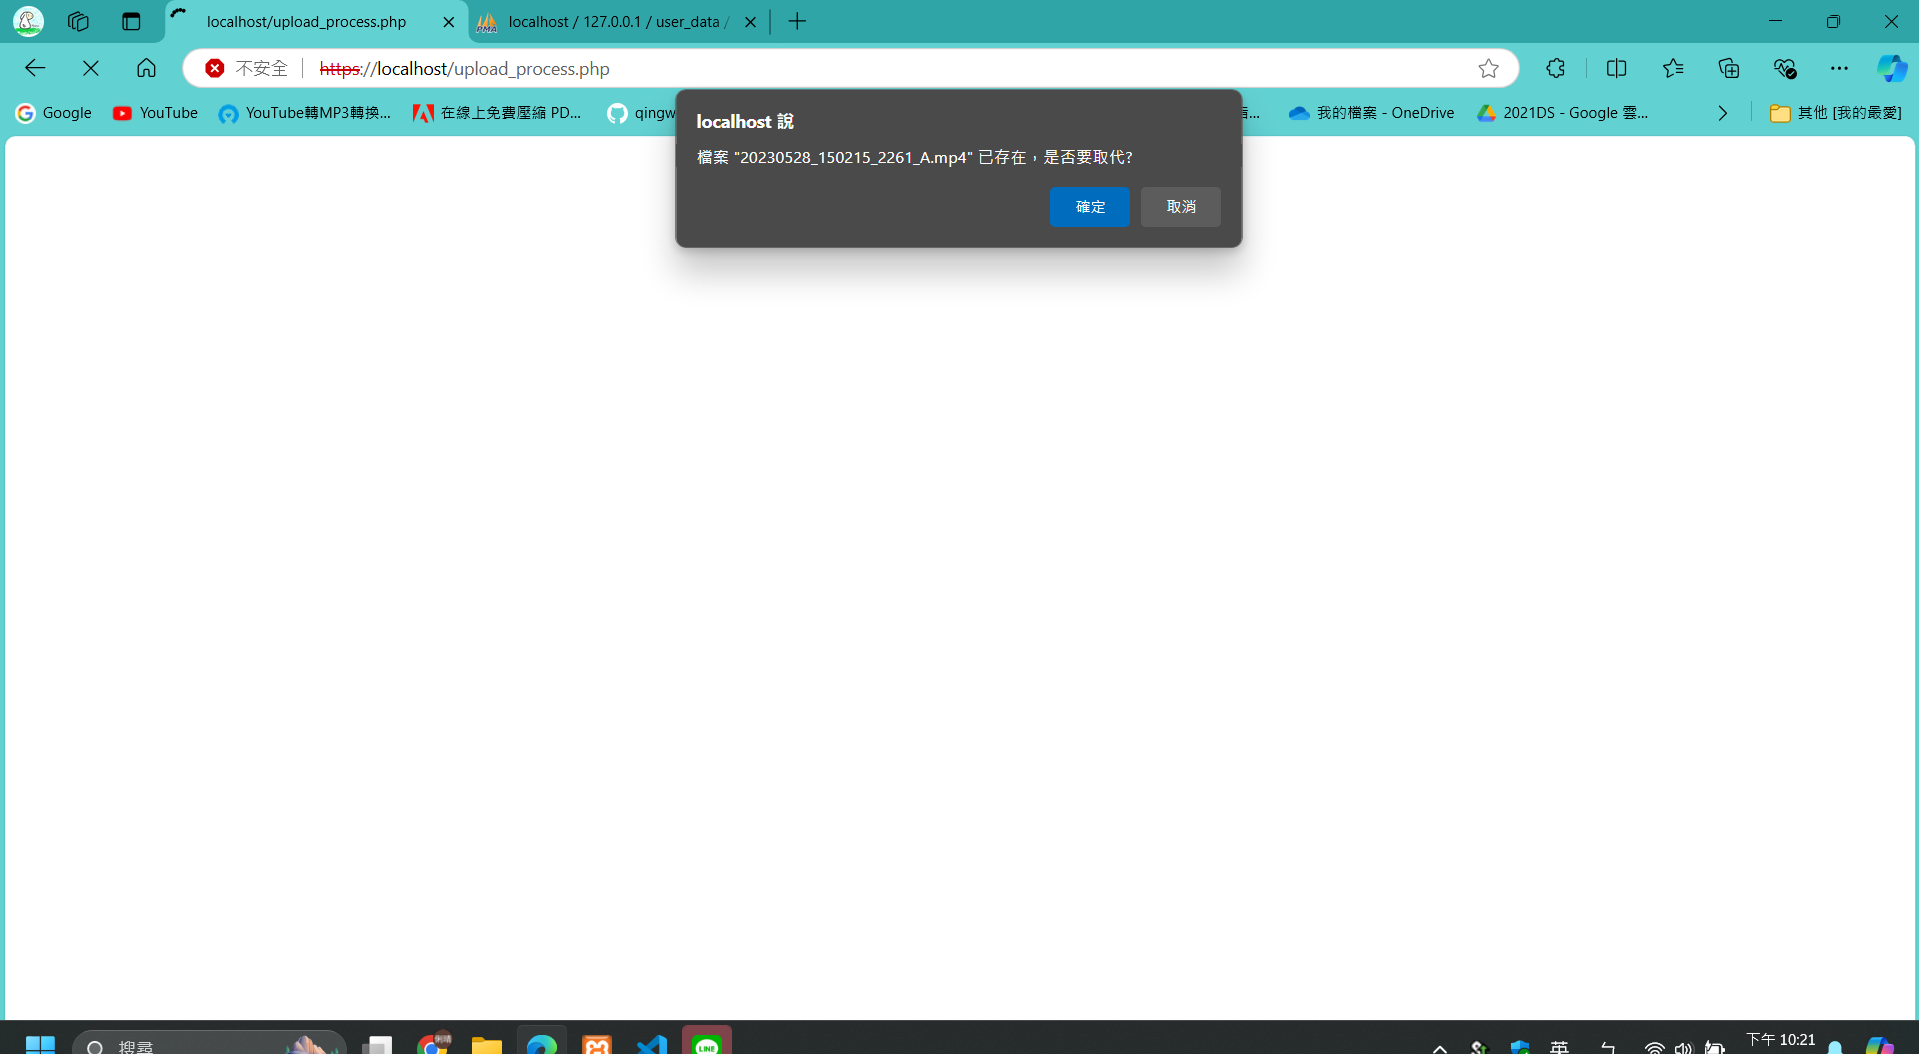 localhost/upload_process.php
localhost / 127.0.0.1 / user_data /
不安全
https://localhost/upload_process.php
Google
YouTube
YouTube轉MP3轉換...
在線上免費壓縮 PD...
qingw
我的檔案 - OneDrive
2021DS - Google 雲...
其他 [我的最愛]
localhost 說
檔案 "20230528_150215_2261_A.mp4" 已存在，是否要取代?
確定
取消
搜尋
LINE
英
ㄣ
下午 10:21